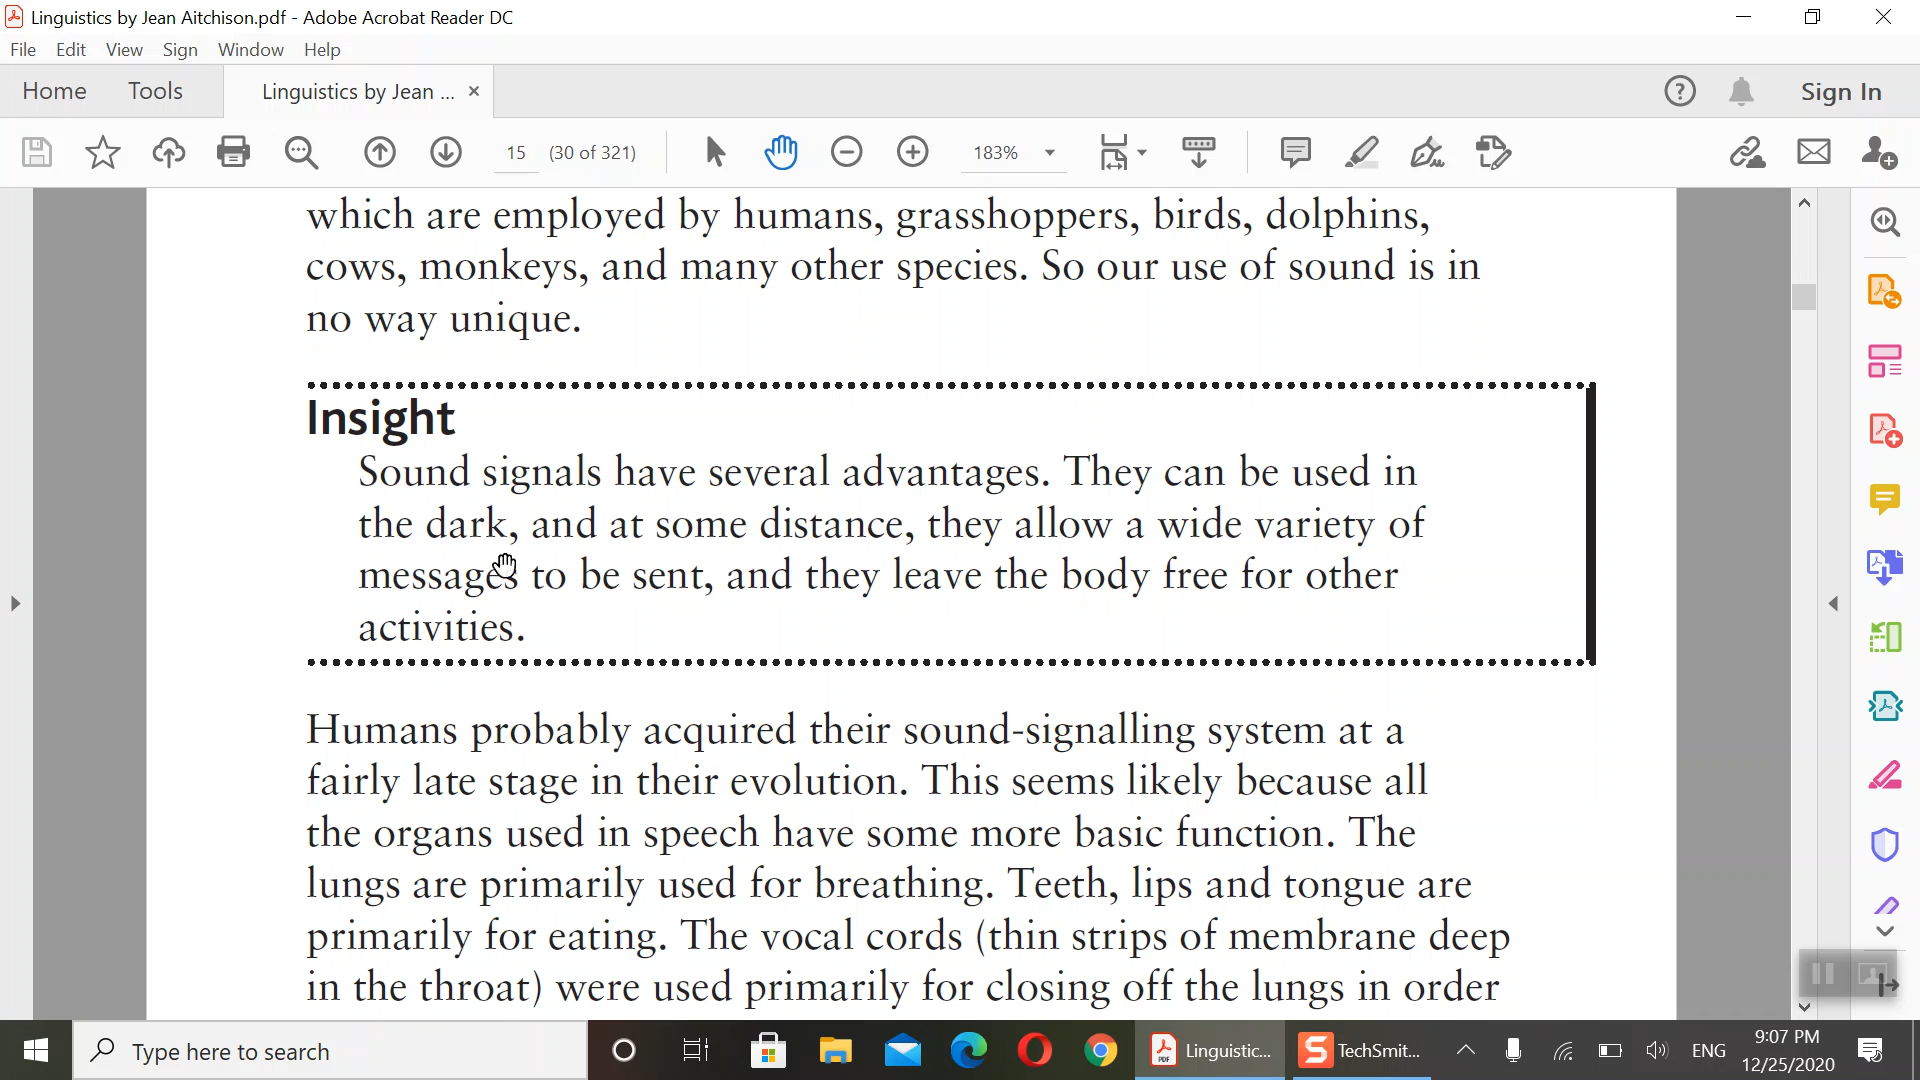 Linguistics by Jean Aitchison.pdf - Adobe Acrobat Reader DC
File Edit View Sign Window Help
Home Tools Linguistics by Jean ... × Sign In
15 (30 of 321) 183%
which are employed by humans, grasshoppers, birds, dolphins,
cows, monkeys, and many other species. So our use of sound is in
no way unique.
Insight
Sound signals have several advantages. They can be used in
the dark, and at some distance, they allow a wide variety of
messages to be sent, and they leave the body free for other
activities.
Humans probably acquired their sound-signalling system at a
fairly late stage in their evolution. This seems likely because all
the organs used in speech have some more basic function. The
lungs are primarily used for breathing. Teeth, lips and tongue are
primarily for eating. The vocal cords (thin strips of membrane deep
in the throat) were used primarily for closing off the lungs in order
Type here to search Linguistic... TechSmit... ENG 9:07 PM
12/25/2020